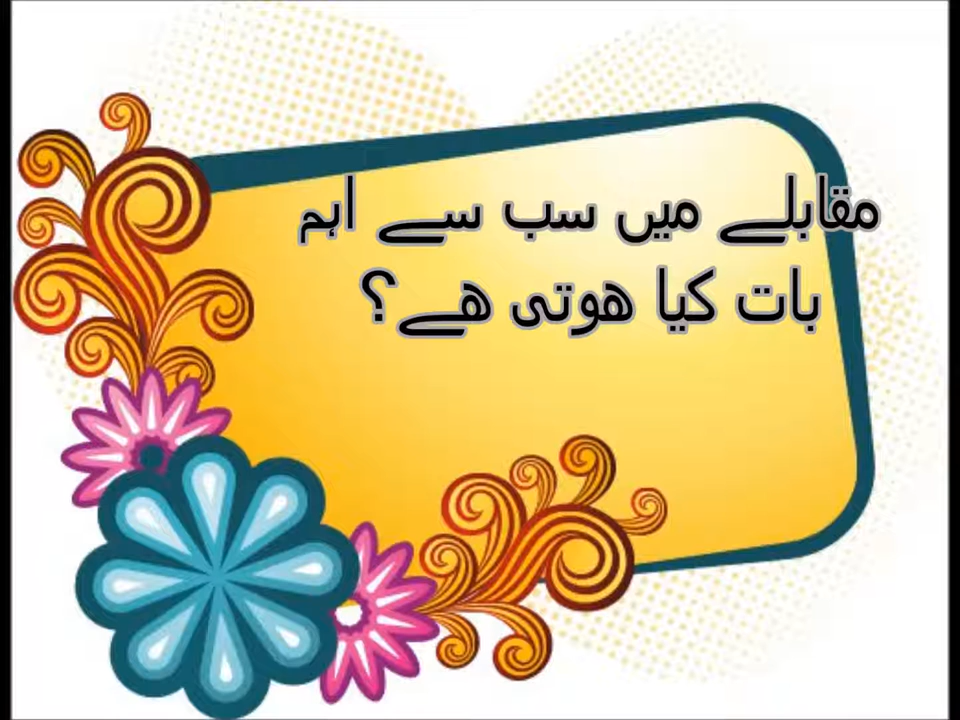 مقابلے میں سب سے اہم
بات کیا ھوتی ھے؟